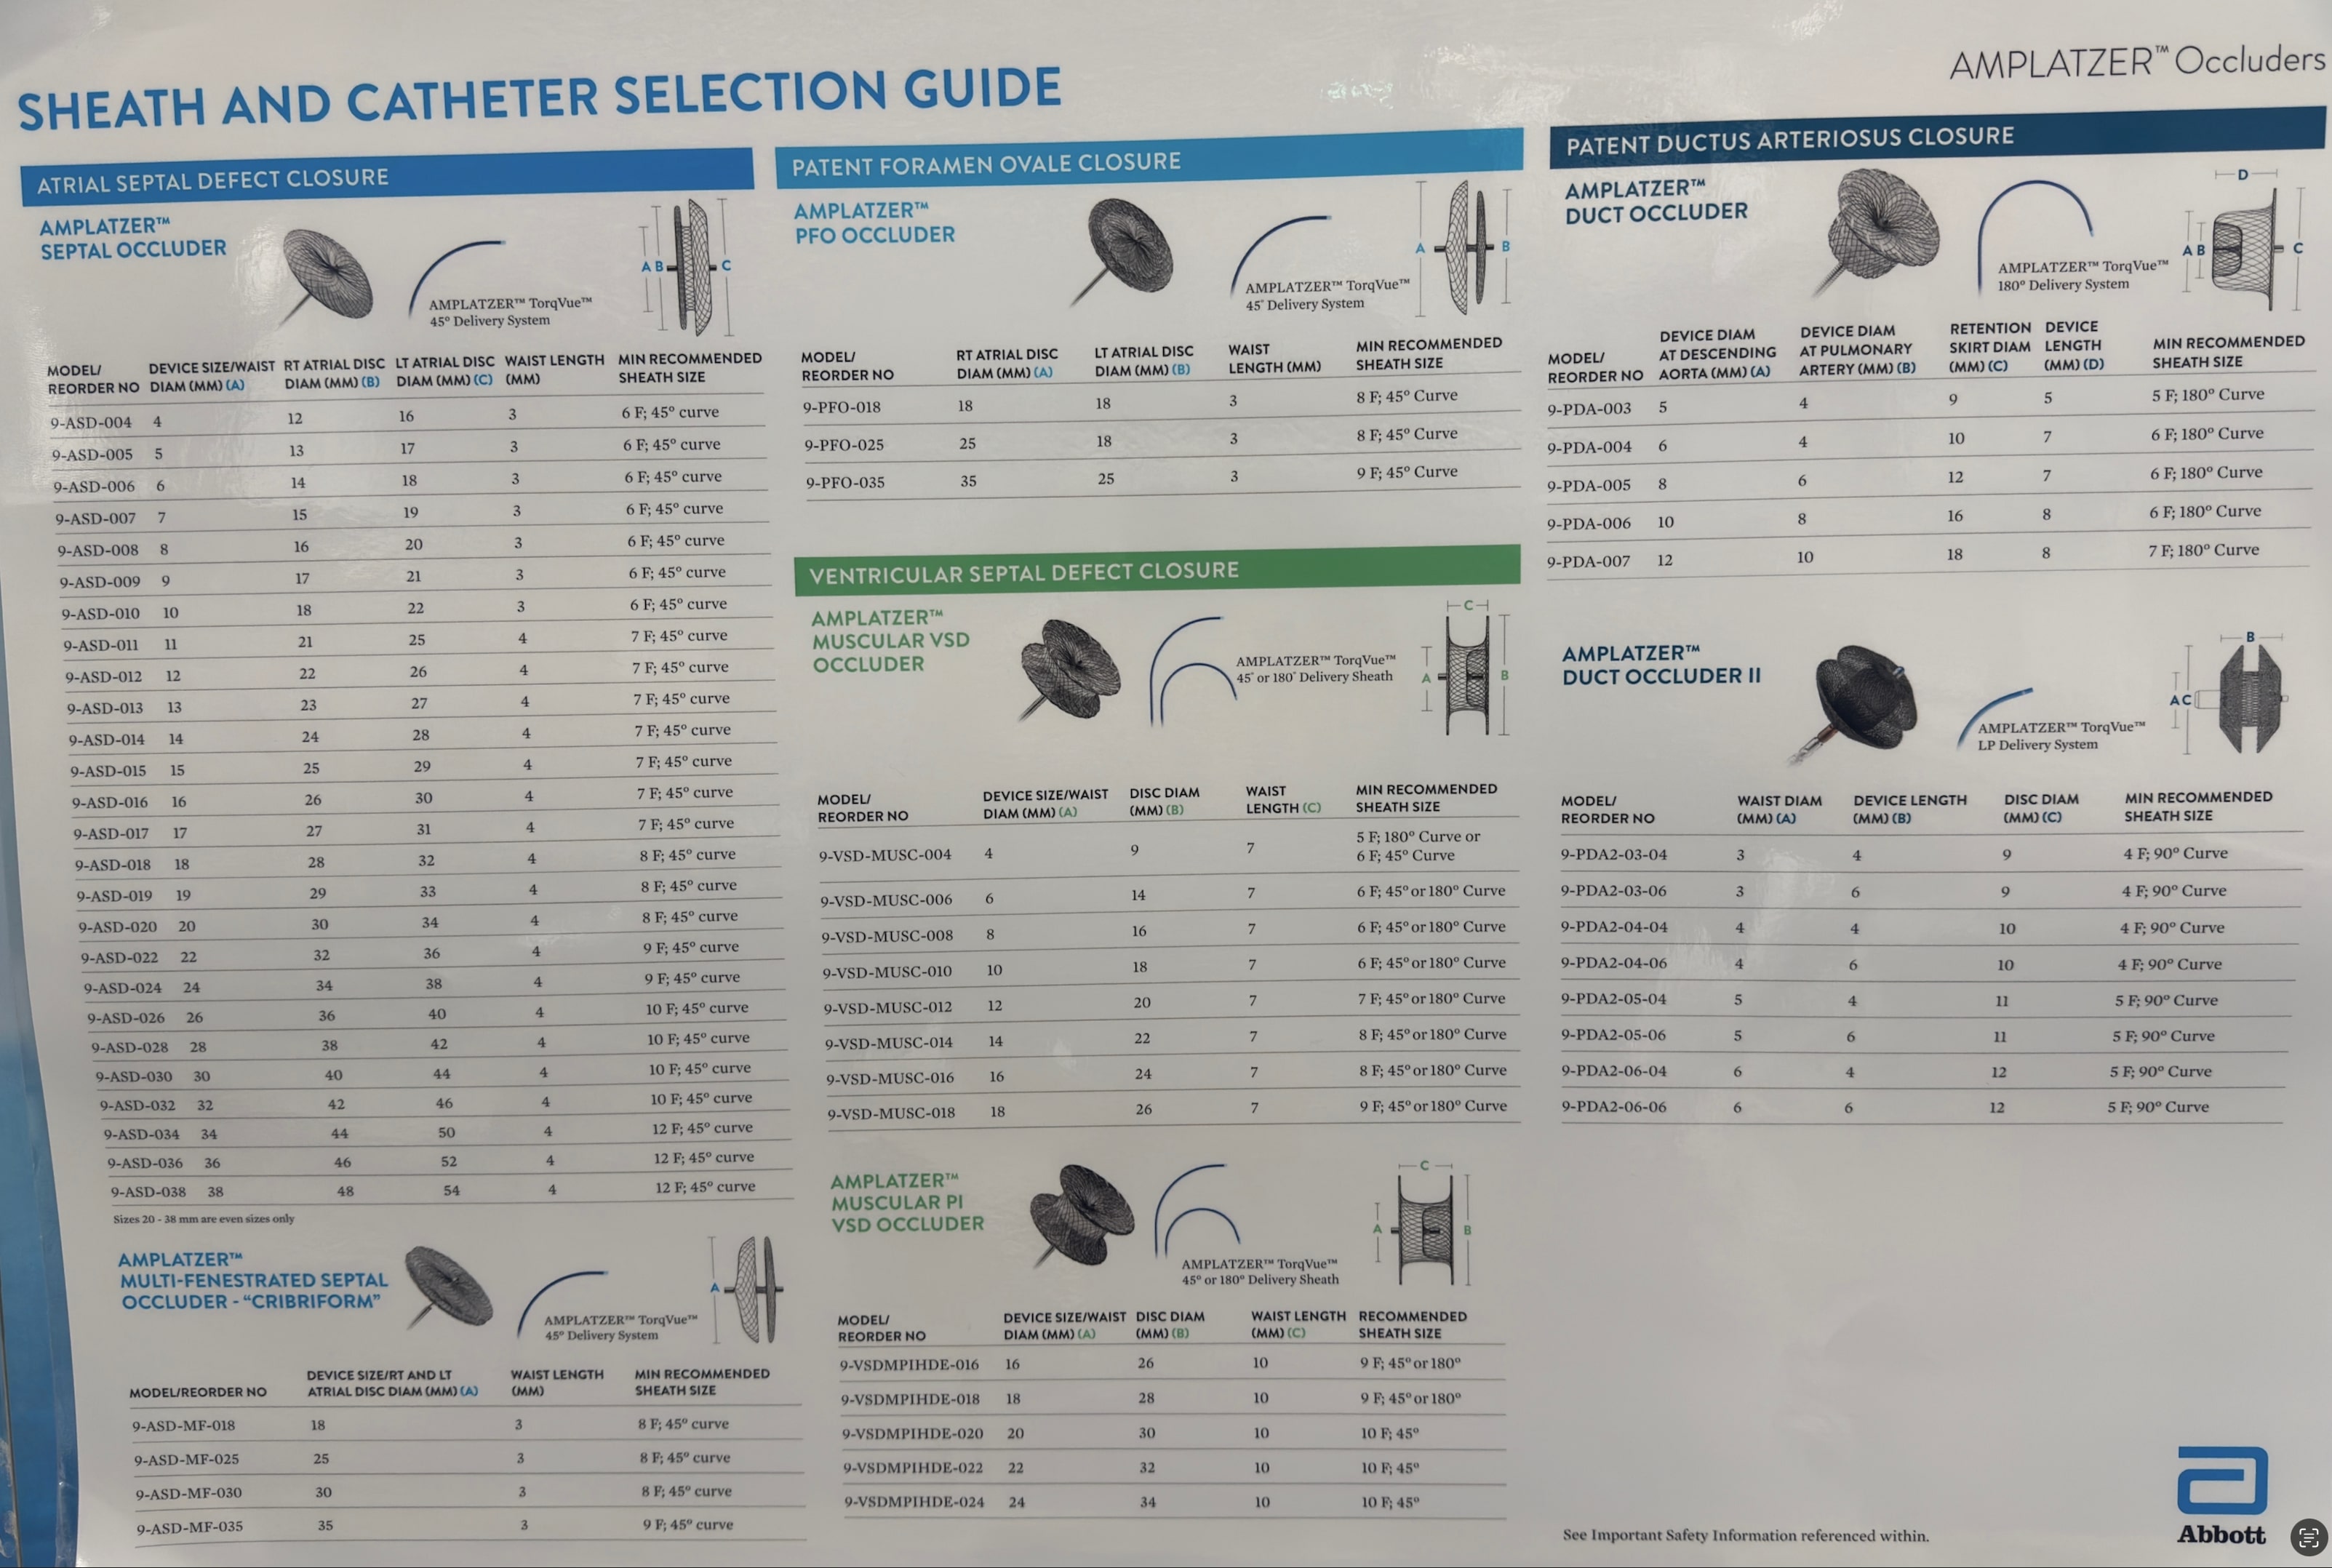 AMPLATZER™ Occluders
SHEATH AND CATHETER SELECTION GUIDE
ATRIAL SEPTAL DEFECT CLOSURE
AMPLATZER™
SEPTAL OCCLUDER
AMPLATZER™ TorqVue™
45° Delivery System
A B C
MODEL/ REORDER NO DEVICE SIZE/WAIST DIAM (MM) (A) RT ATRIAL DISC DIAM (MM) (B) LT ATRIAL DISC DIAM (MM) (C) WAIST LENGTH (MM) MIN RECOMMENDED SHEATH SIZE
9-ASD-004 4 12 16 3 6 F; 45° curve
9-ASD-005 5 13 17 3 6 F; 45° curve
9-ASD-006 6 14 18 3 6 F; 45° curve
9-ASD-007 7 15 19 3 6 F; 45° curve
9-ASD-008 8 16 20 3 6 F; 45° curve
9-ASD-009 9 17 21 3 6 F; 45° curve
9-ASD-010 10 18 22 3 6 F; 45° curve
9-ASD-011 11 21 25 4 7 F; 45° curve
9-ASD-012 12 22 26 4 7 F; 45° curve
9-ASD-013 13 23 27 4 7 F; 45° curve
9-ASD-014 14 24 28 4 7 F; 45° curve
9-ASD-015 15 25 29 4 7 F; 45° curve
9-ASD-016 16 26 30 4 7 F; 45° curve
9-ASD-017 17 27 31 4 7 F; 45° curve
9-ASD-018 18 28 32 4 8 F; 45° curve
9-ASD-019 19 29 33 4 8 F; 45° curve
9-ASD-020 20 30 34 4 8 F; 45° curve
9-ASD-022 22 32 36 4 9 F; 45° curve
9-ASD-024 24 34 38 4 9 F; 45° curve
9-ASD-026 26 36 40 4 10 F; 45° curve
9-ASD-028 28 38 42 4 10 F; 45° curve
9-ASD-030 30 40 44 4 10 F; 45° curve
9-ASD-032 32 42 46 4 10 F; 45° curve
9-ASD-034 34 44 50 4 12 F; 45° curve
9-ASD-036 36 46 52 4 12 F; 45° curve
9-ASD-038 38 48 54 4 12 F; 45° curve
Sizes 20 - 38 mm are even sizes only
AMPLATZER™
MULTI-FENESTRATED SEPTAL
OCCLUDER - “CRIBRIFORM”
AMPLATZER™ TorqVue™
45° Delivery System
A
MODEL/REORDER NO DEVICE SIZE/RT AND LT ATRIAL DISC DIAM (MM) (A) WAIST LENGTH (MM) MIN RECOMMENDED SHEATH SIZE
9-ASD-MF-018 18 3 8 F; 45° curve
9-ASD-MF-025 25 3 8 F; 45° curve
9-ASD-MF-030 30 3 8 F; 45° curve
9-ASD-MF-035 35 3 9 F; 45° curve
PATENT FORAMEN OVALE CLOSURE
AMPLATZER™
PFO OCCLUDER
AMPLATZER™ TorqVue™
45° Delivery System
A B
MODEL/ REORDER NO RT ATRIAL DISC DIAM (MM) (A) LT ATRIAL DISC DIAM (MM) (B) WAIST LENGTH (MM) MIN RECOMMENDED SHEATH SIZE
9-PFO-018 18 18 3 8 F; 45° Curve
9-PFO-025 25 18 3 8 F; 45° Curve
9-PFO-035 35 25 3 9 F; 45° Curve
VENTRICULAR SEPTAL DEFECT CLOSURE
AMPLATZER™
MUSCULAR VSD
OCCLUDER
AMPLATZER™ TorqVue™
45° or 180° Delivery Sheath
C
A B
MODEL/ REORDER NO DEVICE SIZE/WAIST DIAM (MM) (A) DISC DIAM (MM) (B) WAIST LENGTH (C) MIN RECOMMENDED SHEATH SIZE
9-VSD-MUSC-004 4 9 7 5 F; 180° Curve or 6 F; 45° Curve
9-VSD-MUSC-006 6 14 7 6 F; 45° or 180° Curve
9-VSD-MUSC-008 8 16 7 6 F; 45° or 180° Curve
9-VSD-MUSC-010 10 18 7 6 F; 45° or 180° Curve
9-VSD-MUSC-012 12 20 7 7 F; 45° or 180° Curve
9-VSD-MUSC-014 14 22 7 8 F; 45° or 180° Curve
9-VSD-MUSC-016 16 24 7 8 F; 45° or 180° Curve
9-VSD-MUSC-018 18 26 7 9 F; 45° or 180° Curve
AMPLATZER™
MUSCULAR PI
VSD OCCLUDER
AMPLATZER™ TorqVue™
45° or 180° Delivery Sheath
C
A B
MODEL/ REORDER NO DEVICE SIZE/WAIST DIAM (MM) (A) DISC DIAM (MM) (B) WAIST LENGTH (MM) (C) RECOMMENDED SHEATH SIZE
9-VSDMPIHDE-016 16 26 10 9 F; 45° or 180°
9-VSDMPIHDE-018 18 28 10 9 F; 45° or 180°
9-VSDMPIHDE-020 20 30 10 10 F; 45°
9-VSDMPIHDE-022 22 32 10 10 F; 45°
9-VSDMPIHDE-024 24 34 10 10 F; 45°
PATENT DUCTUS ARTERIOSUS CLOSURE
AMPLATZER™
DUCT OCCLUDER
AMPLATZER™ TorqVue™
180° Delivery System
D
A B C
MODEL/ REORDER NO DEVICE DIAM AT DESCENDING AORTA (MM) (A) DEVICE DIAM AT PULMONARY ARTERY (MM) (B) RETENTION SKIRT DIAM (MM) (C) DEVICE LENGTH (MM) (D) MIN RECOMMENDED SHEATH SIZE
9-PDA-003 5 4 9 5 5 F; 180° Curve
9-PDA-004 6 4 10 7 6 F; 180° Curve
9-PDA-005 8 6 12 7 6 F; 180° Curve
9-PDA-006 10 8 16 8 6 F; 180° Curve
9-PDA-007 12 10 18 8 7 F; 180° Curve
AMPLATZER™
DUCT OCCLUDER II
AMPLATZER™ TorqVue™
LP Delivery System
B
A C
MODEL/ REORDER NO WAIST DIAM (MM) (A) DEVICE LENGTH (MM) (B) DISC DIAM (MM) (C) MIN RECOMMENDED SHEATH SIZE
9-PDA2-03-04 3 4 9 4 F; 90° Curve
9-PDA2-03-06 3 6 9 4 F; 90° Curve
9-PDA2-04-04 4 4 10 4 F; 90° Curve
9-PDA2-04-06 4 6 10 4 F; 90° Curve
9-PDA2-05-04 5 4 11 5 F; 90° Curve
9-PDA2-05-06 5 6 11 5 F; 90° Curve
9-PDA2-06-04 6 4 12 5 F; 90° Curve
9-PDA2-06-06 6 6 12 5 F; 90° Curve
See Important Safety Information referenced within.
Abbott